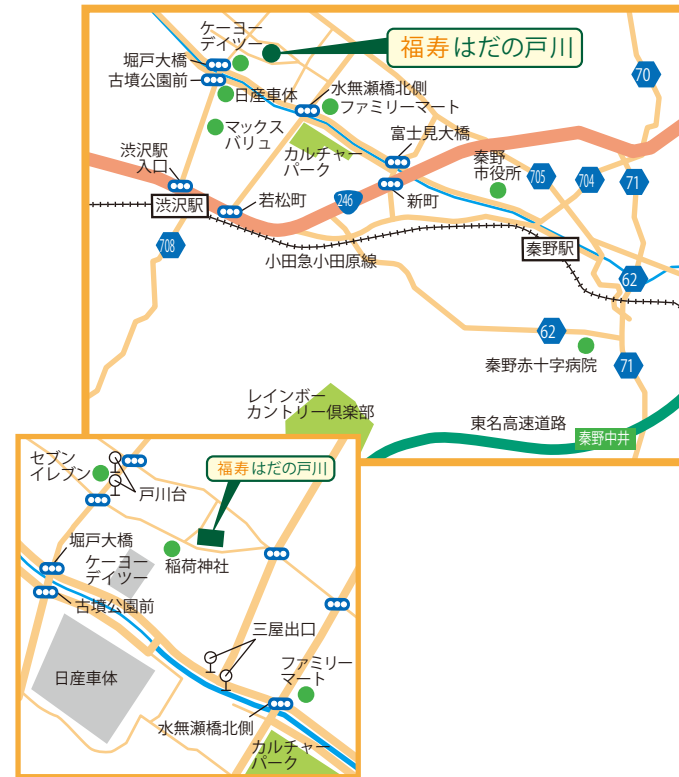 ケーヨー
デイツー
福寿はだの戸川
堀戸大橋
古墳公園前
日産車体
水無瀬橋北側
ファミリーマート
70
マックス
バリュ
カルチャー
パーク
富士見大橋
渋沢駅
入口
秦野
市役所
705
704
71
渋沢駅
若松町
246
新町
708
小田急小田原線
秦野駅
62
62
秦野赤十字病院
71
レインボー
カントリー倶楽部
東名高速道路
秦野中井
セブン
イレブン
戸川台
福寿はだの戸川
堀戸大橋
ケーヨー
デイツー
稲荷神社
古墳公園前
三屋出口
日産車体
ファミリー
マート
水無瀬橋北側
カルチャー
パーク